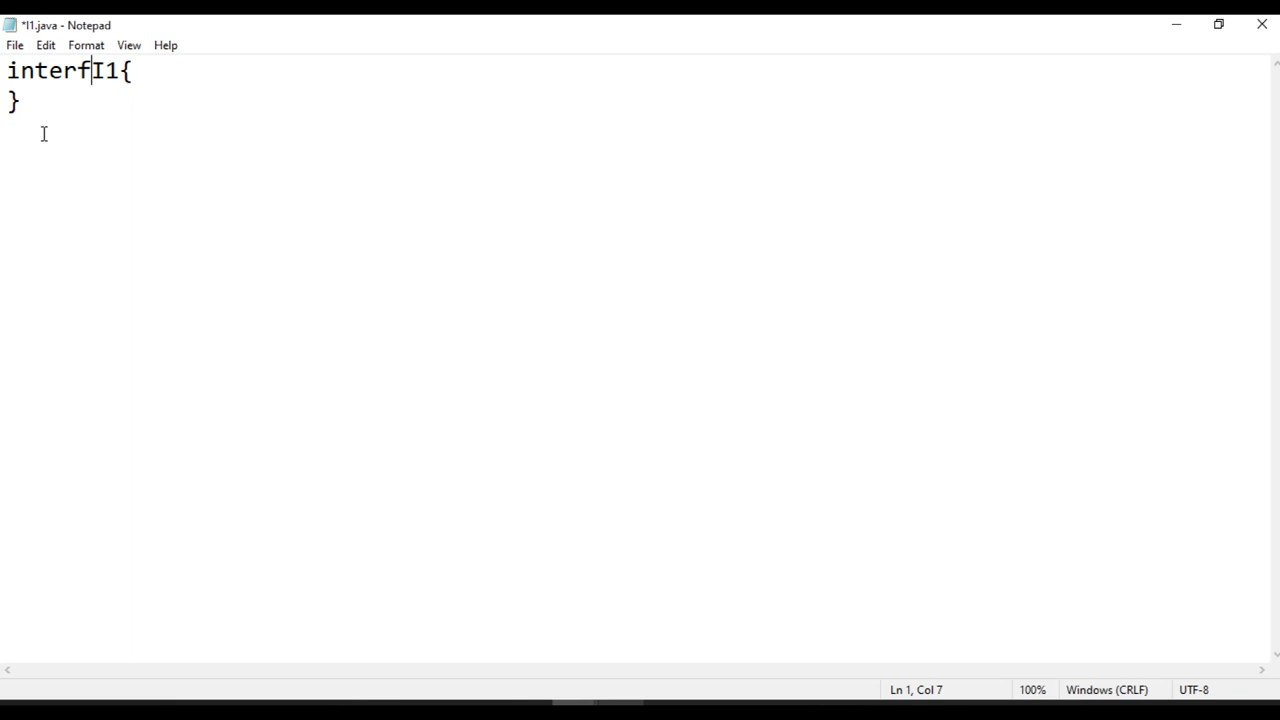 *I1.java - Notepad
File Edit Format View Help
interfI1{
}
Ln 1, Col 7 100% Windows (CRLF) UTF-8